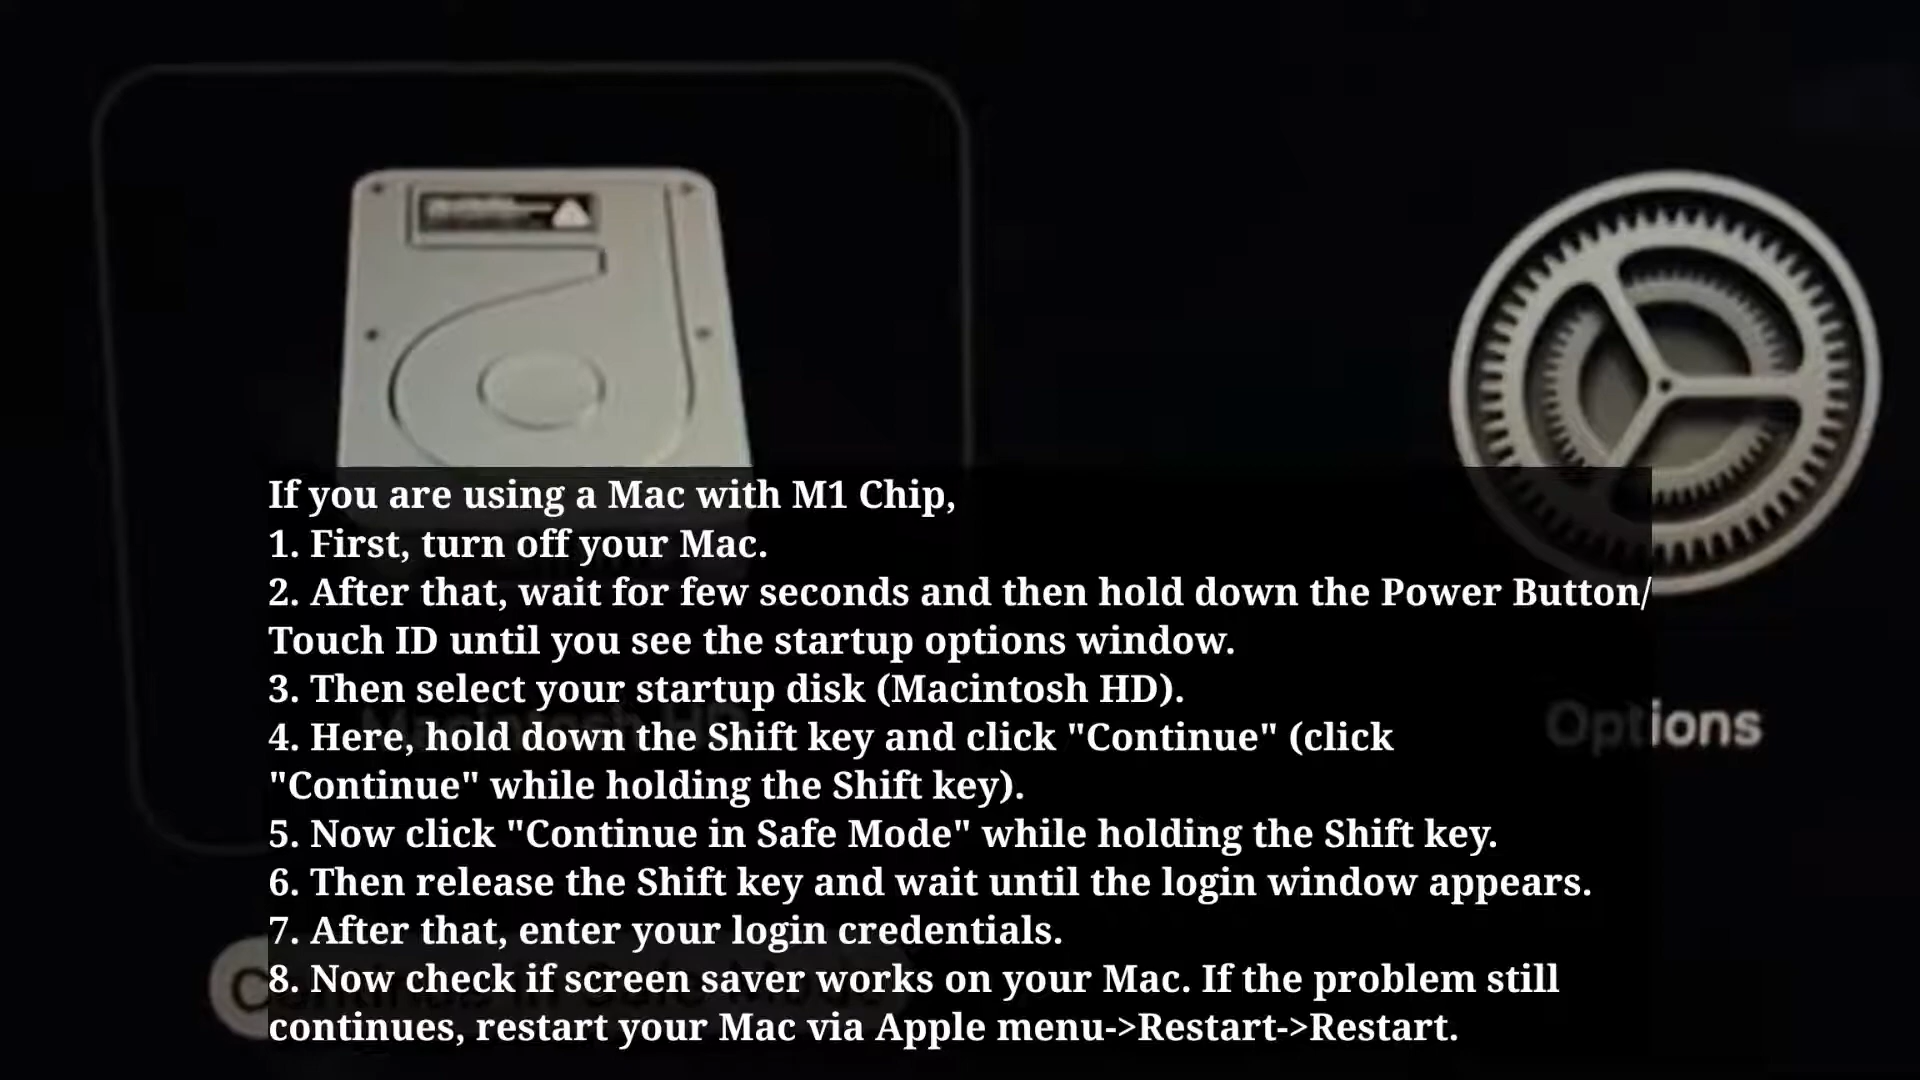 If you are using a Mac with M1 Chip,
1. First, turn off your Mac.
2. After that, wait for few seconds and then hold down the Power Button/
Touch ID until you see the startup options window.
3. Then select your startup disk (Macintosh HD).
4. Here, hold down the Shift key and click "Continue" (click
"Continue" while holding the Shift key).
5. Now click "Continue in Safe Mode" while holding the Shift key.
6. Then release the Shift key and wait until the login window appears.
7. After that, enter your login credentials.
8. Now check if screen saver works on your Mac. If the problem still
continues, restart your Mac via Apple menu->Restart->Restart.
Options